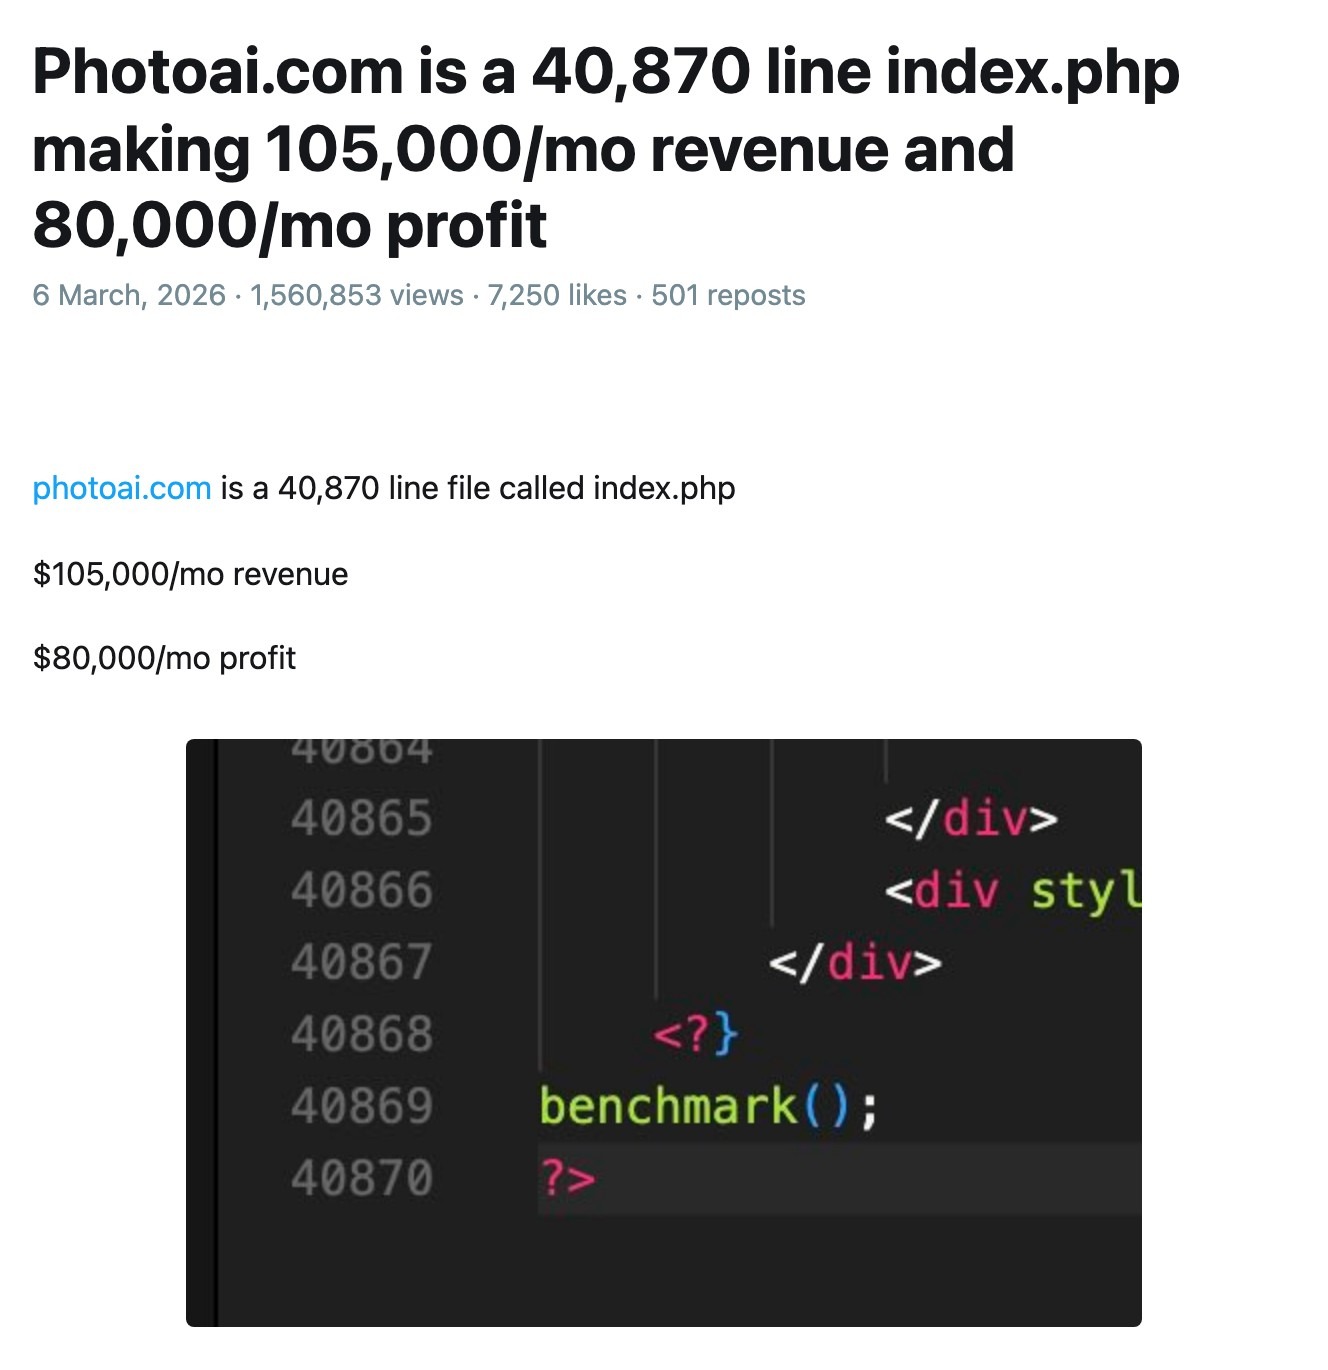 Photoai.com is a 40,870 line index.php
making 105,000/mo revenue and
80,000/mo profit
6 March, 2026 · 1,560,853 views · 7,250 likes · 501 reposts
photoai.com is a 40,870 line file called index.php
$105,000/mo revenue
$80,000/mo profit
40864
40865 </div>
40866 <div styl
40867 </div>
40868 <?}
40869 benchmark();
40870 ?>